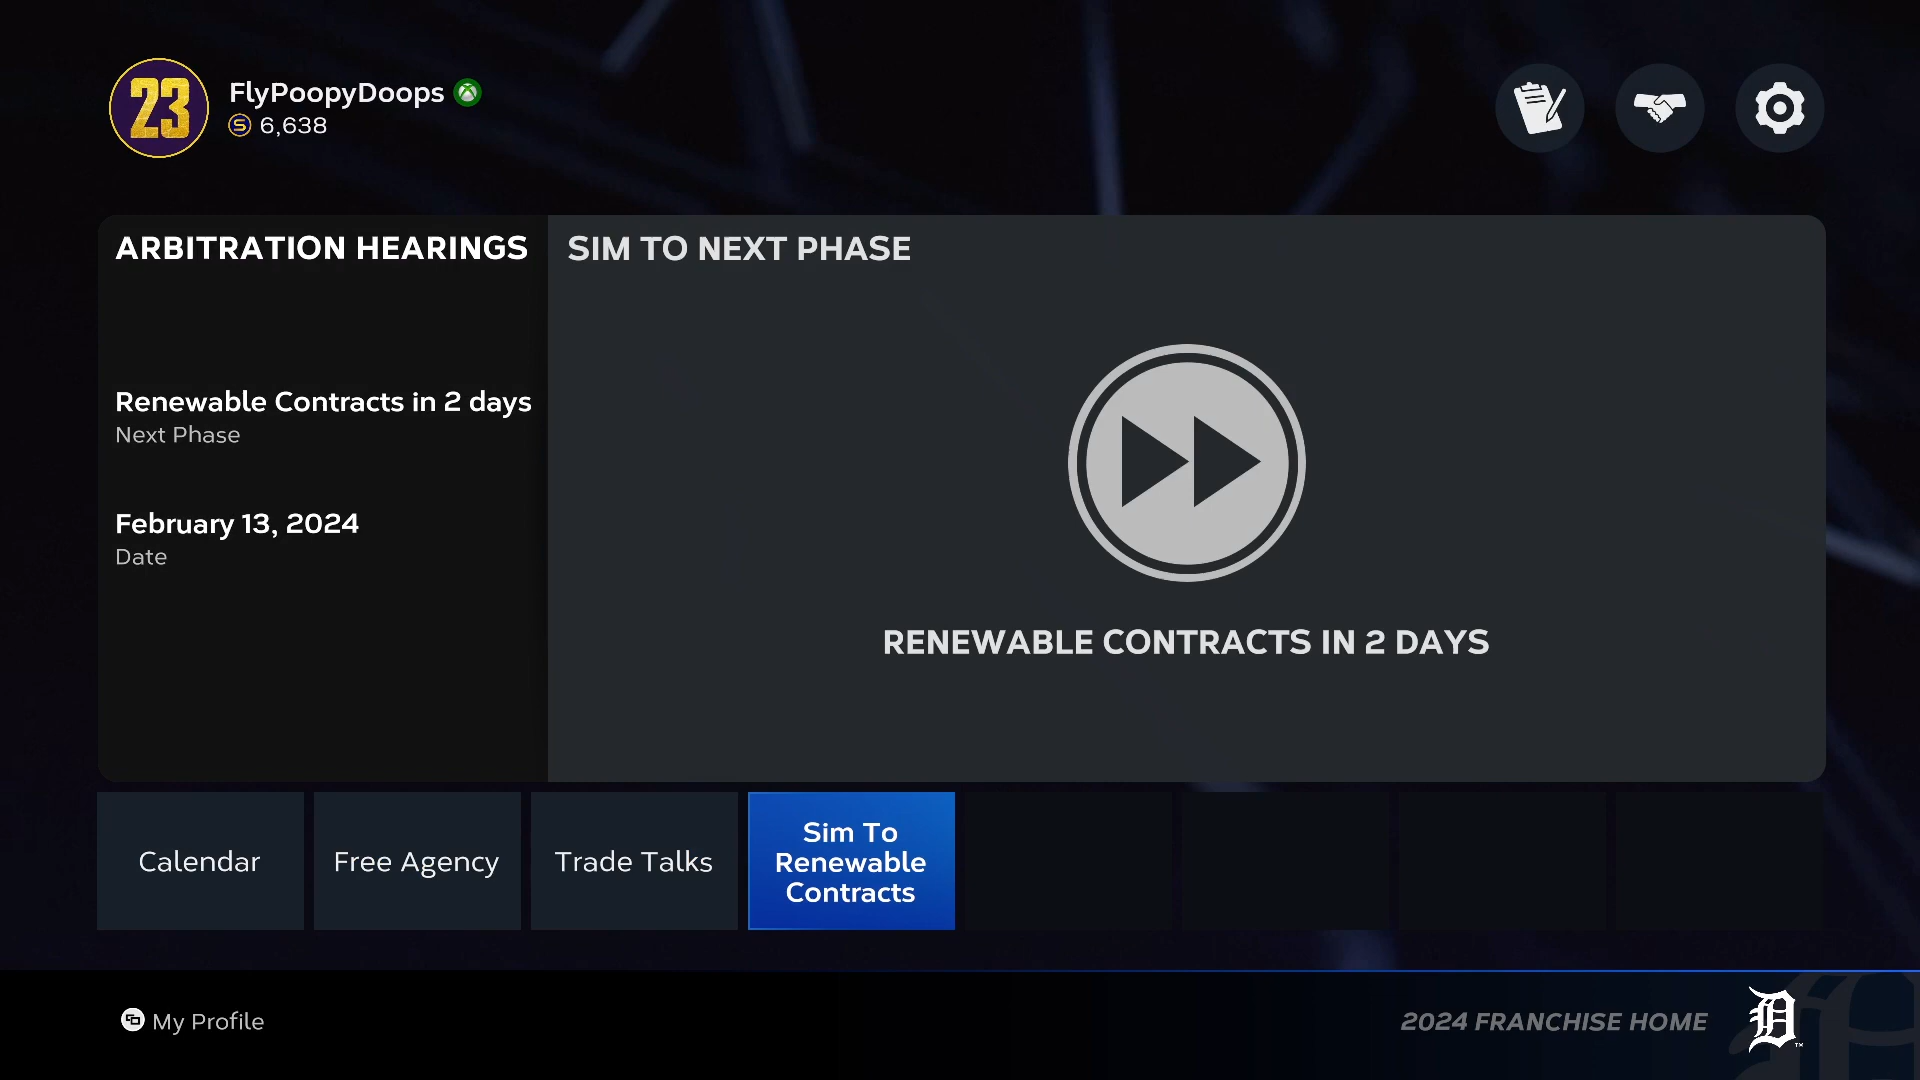 23
FlyPoopyDoops
S 6,638
ARBITRATION HEARINGS
Renewable Contracts in 2 days
Next Phase
February 13, 2024
Date
SIM TO NEXT PHASE
RENEWABLE CONTRACTS IN 2 DAYS
Calendar
Free Agency
Trade Talks
Sim To
Renewable
Contracts
My Profile
2024 FRANCHISE HOME
D
TM